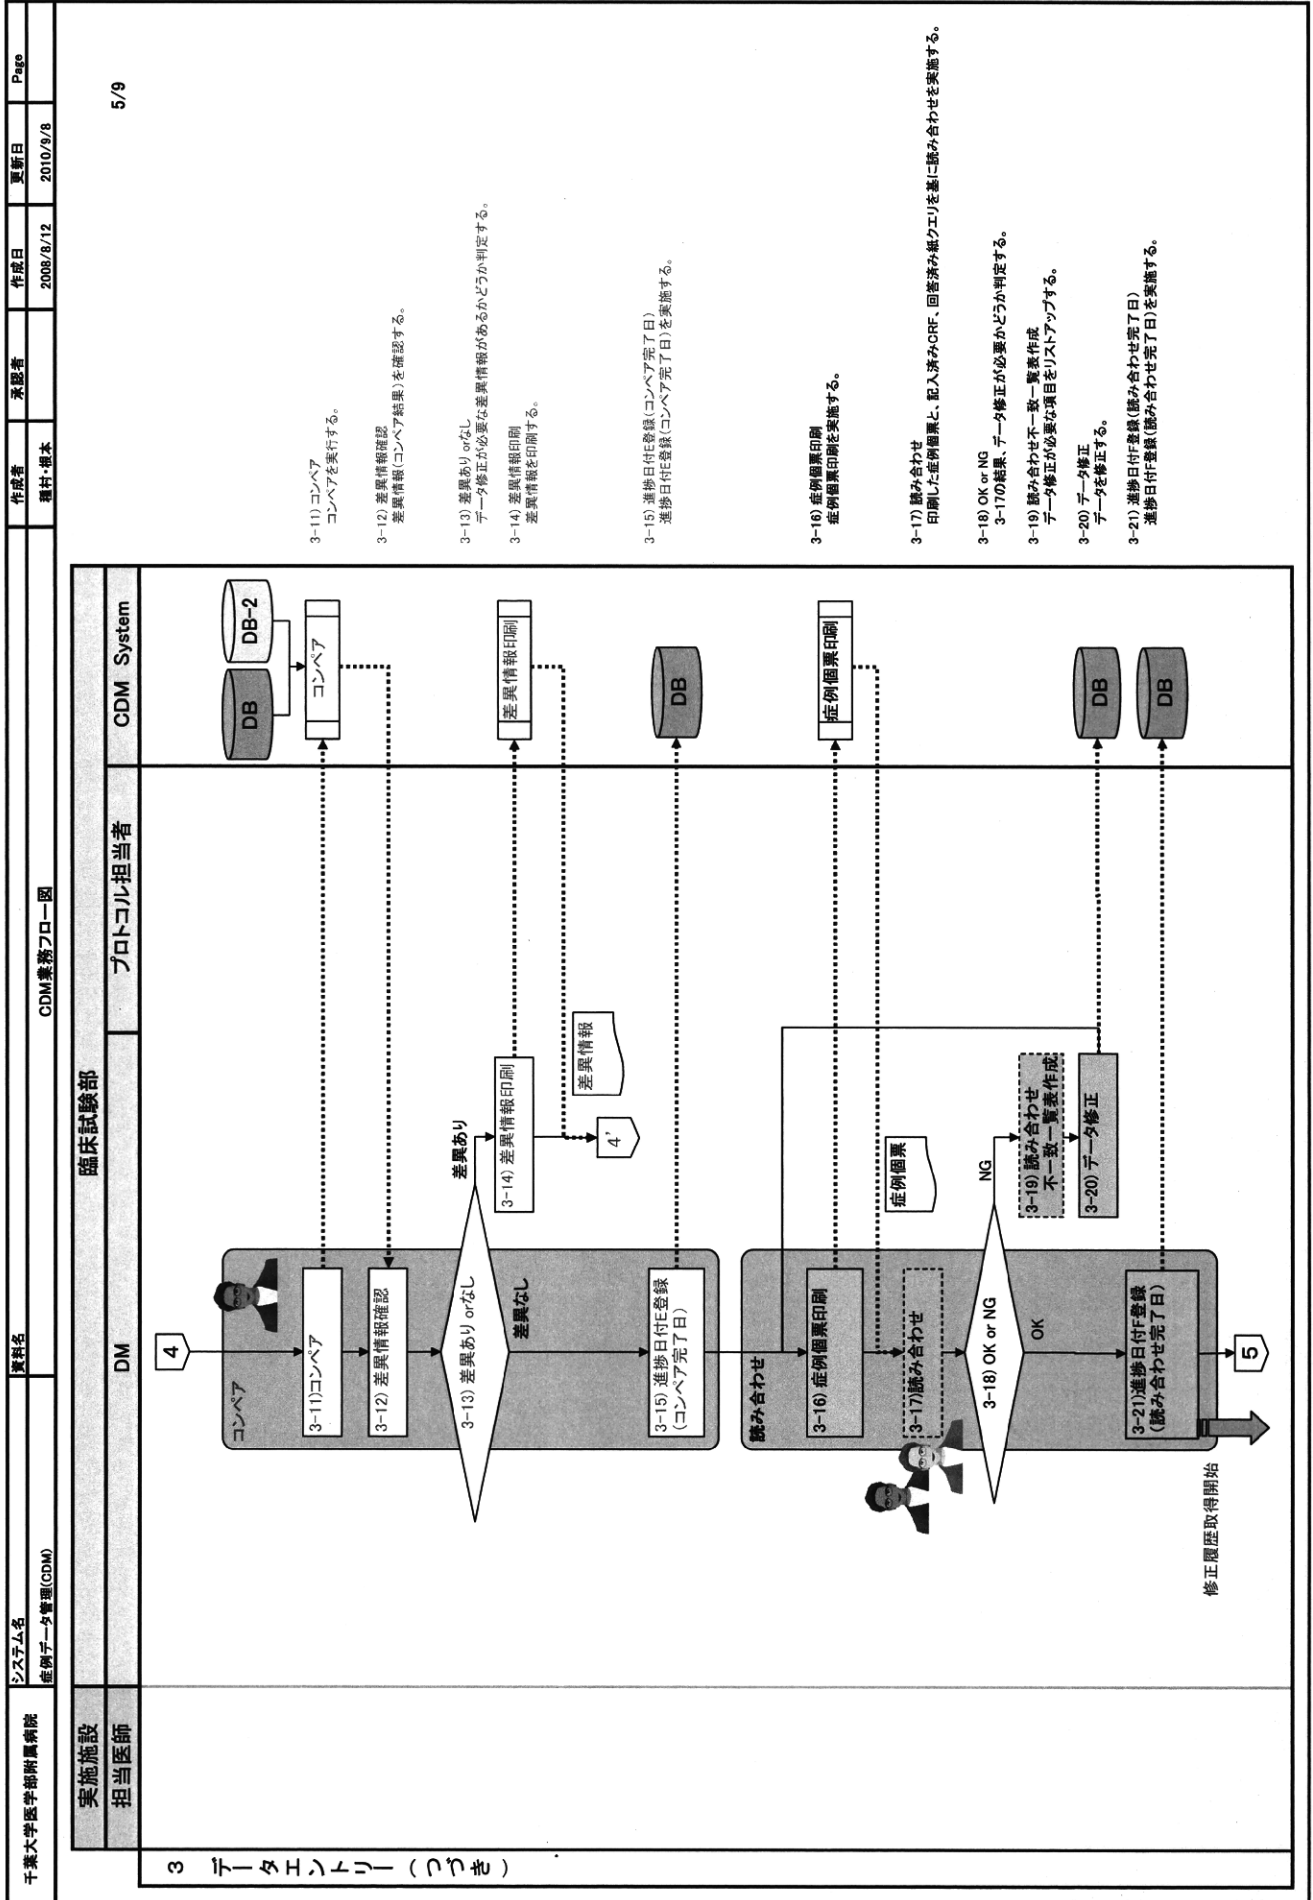 千葉大学医学部附属病院
システム名
症例データ管理(CDM)
資料名
CDM業務フロー図
作成者
種村・根本
承認者
作成日
2008/8/12
更新日
2010/9/8
Page
5/9
実施施設
臨床試験部
担当医師
DM
プロトコル担当者
CDM System
3 データエントリー(つづき)
4
コンペア
DB
DB-2
3-11)コンペア
コンペア
3-12) 差異情報確認
3-13) 差異あり orなし
差異あり
差異なし
3-14) 差異情報印刷
差異情報印刷
差異情報
4'
3-15) 進捗日付E登録
(コンペア完了日)
DB
読み合わせ
3-16) 症例個票印刷
症例個票印刷
症例個票
3-17)読み合わせ
3-18) OK or NG
NG
OK
3-19) 読み合わせ
不一致一覧表作成
3-20) データ修正
DB
3-21)進捗日付F登録
(読み合わせ完了日)
DB
修正履歴取得開始
5
3-11) コンペア
コンペアを実行する。
3-12) 差異情報確認
差異情報(コンペア結果)を確認する。
3-13) 差異あり orなし
データ修正が必要な差異情報があるかどうか判定する。
3-14) 差異情報印刷
差異情報を印刷する。
3-15) 進捗日付E登録(コンペア完了日)
進捗日付E登録(コンペア完了日)を実施する。
3-16) 症例個票印刷
症例個票印刷を実施する。
3-17) 読み合わせ
印刷した症例個票と、記入済みCRF、回答済み紙クエリを基に読み合わせを実施する。
3-18) OK or NG
3-17の結果、データ修正が必要かどうか判定する。
3-19) 読み合わせ不一致一覧表作成
データ修正が必要な項目をリストアップする。
3-20) データ修正
データを修正する。
3-21) 進捗日付F登録(読み合わせ完了日)
進捗日付F登録(読み合わせ完了日)を実施する。